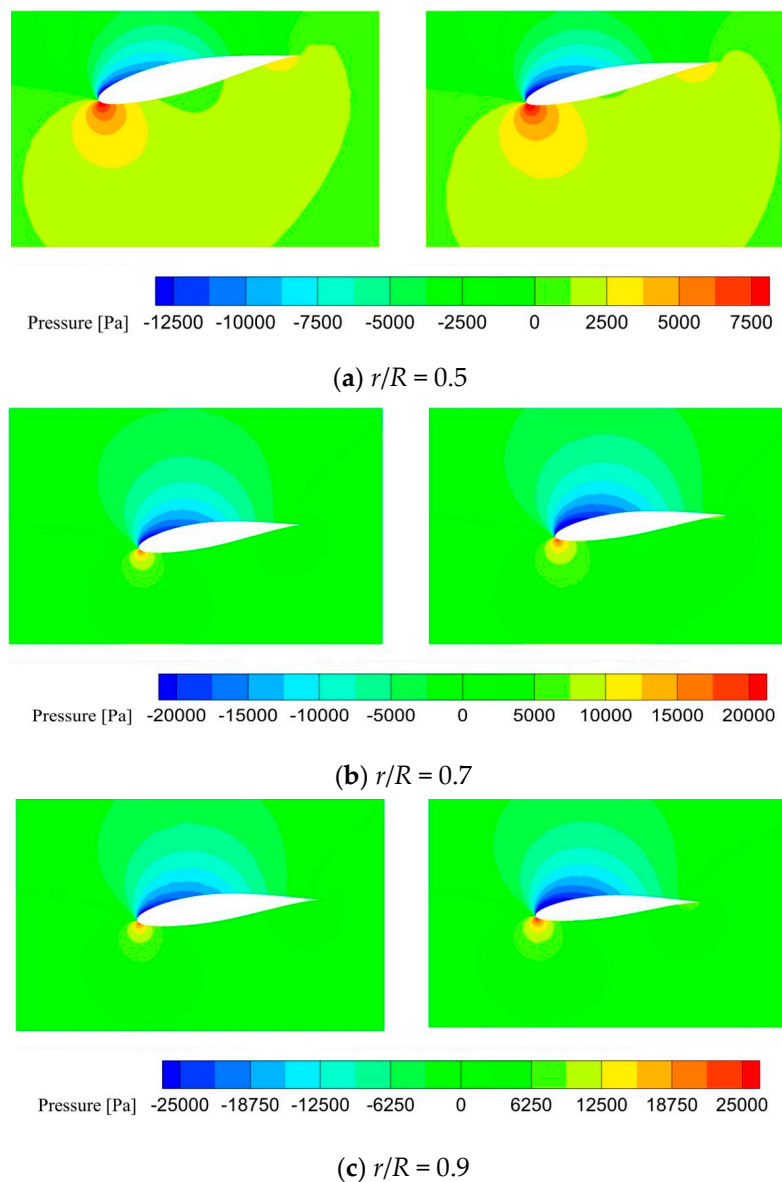 Pressure [Pa] -12500 -10000 -7500 -5000 -2500 0 2500 5000 7500
(a) r/R = 0.5
Pressure [Pa] -20000 -15000 -10000 -5000 0 5000 10000 15000 20000
(b) r/R = 0.7
Pressure [Pa] -25000 -18750 -12500 -6250 0 6250 12500 18750 25000
(c) r/R = 0.9